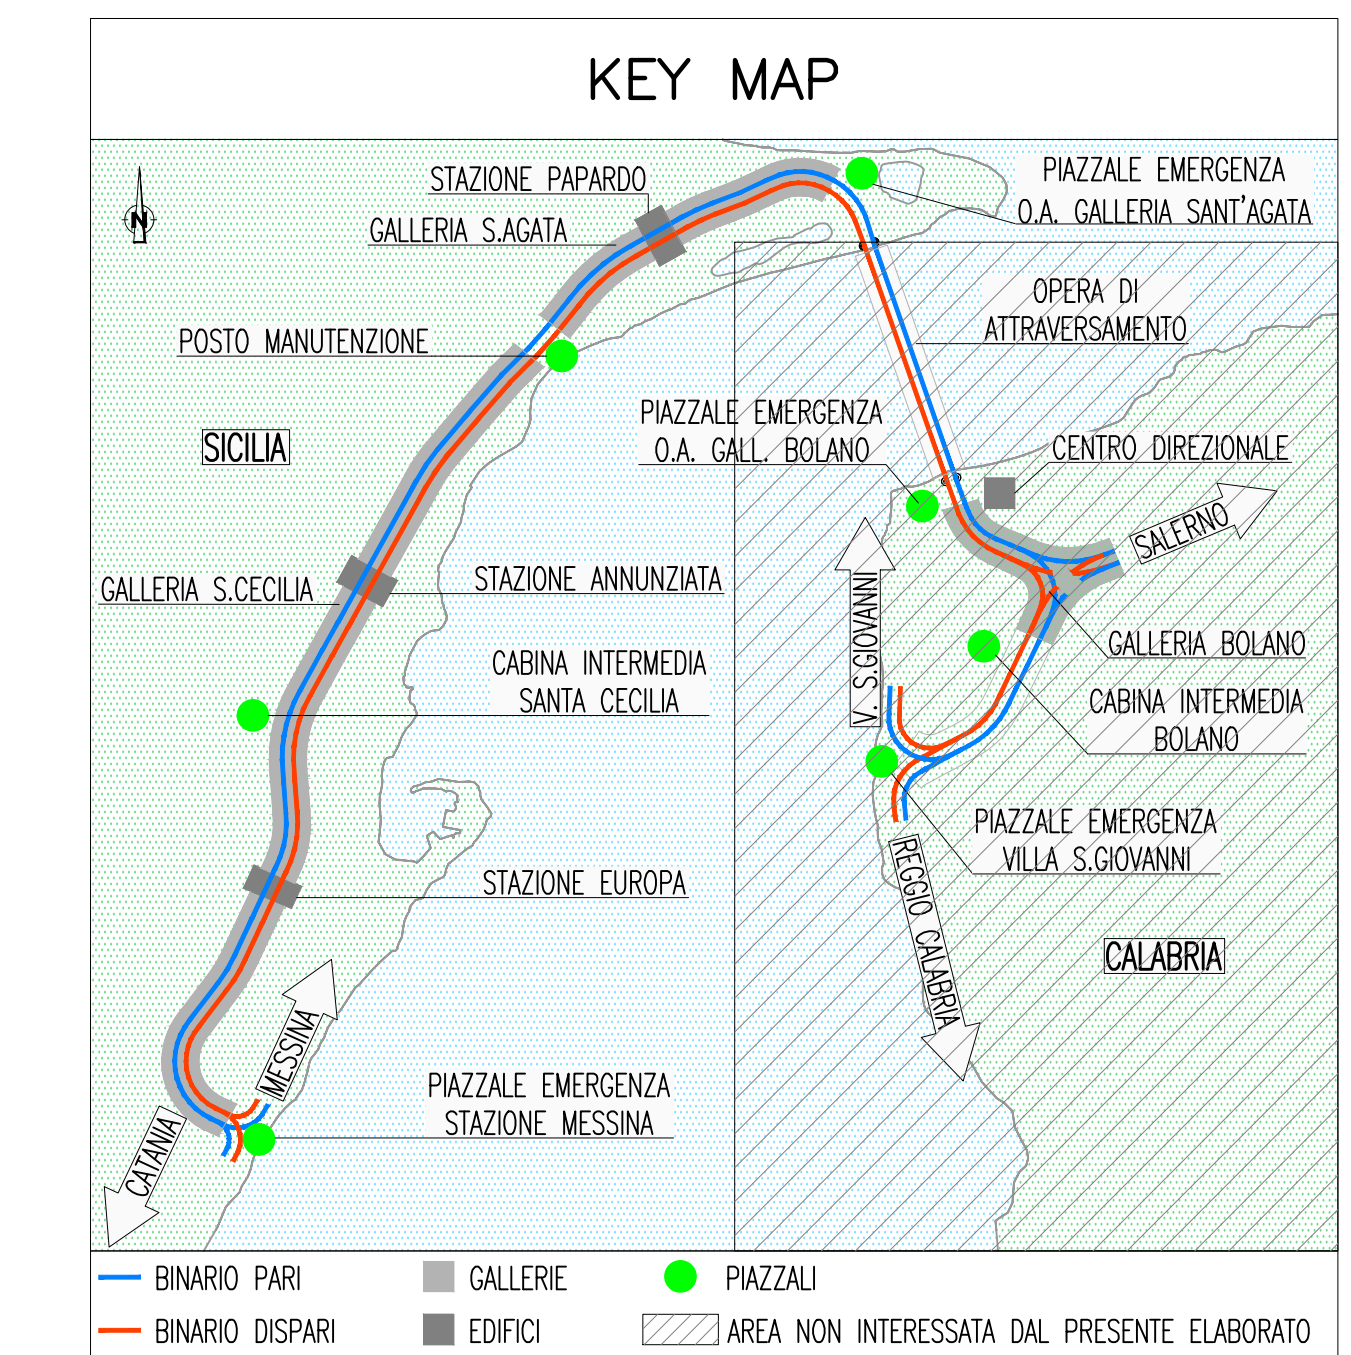 KEY MAP
N
STAZIONE PAPARDO
GALLERIA S.AGATA
PIAZZALE EMERGENZA
O.A. GALLERIA SANT'AGATA
OPERA DI
ATTRAVERSAMENTO
POSTO MANUTENZIONE
SICILIA
PIAZZALE EMERGENZA
O.A. GALL. BOLANO
CENTRO DIREZIONALE
SALERNO
GALLERIA S.CECILIA
STAZIONE ANNUNZIATA
V. S.GIOVANNI
GALLERIA BOLANO
CABINA INTERMEDIA
SANTA CECILIA
CABINA INTERMEDIA
BOLANO
PIAZZALE EMERGENZA
VILLA S.GIOVANNI
STAZIONE EUROPA
REGGIO CALABRIA
CALABRIA
MESSINA
PIAZZALE EMERGENZA
STAZIONE MESSINA
CATANIA
BINARIO PARI
GALLERIE
PIAZZALI
BINARIO DISPARI
EDIFICI
AREA NON INTERESSATA DAL PRESENTE ELABORATO